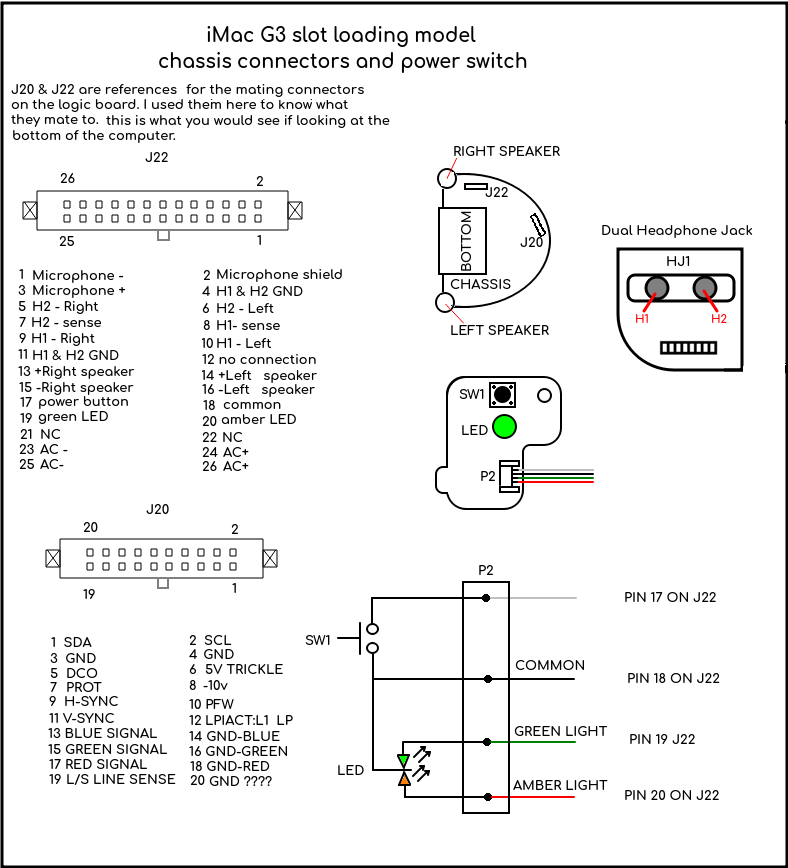 iMac G3 slot loading model
chassis connectors and power switch
J20 & J22 are references for the mating connectors
on the logic board. I used them here to know what
they mate to. this is what you would see if looking at the
bottom of the computer.
J22
26 2
25 1
1 Microphone - 2 Microphone shield
3 Microphone + 4 H1 & H2 GND
5 H2 - Right 6 H2 - Left
7 H2 - sense 8 H1- sense
9 H1 - Right 10 H1 - Left
11 H1 & H2 GND 12 no connection
13 +Right speaker 14 +Left speaker
15 -Right speaker 16 -Left speaker
17 power button 18 common
19 green LED 20 amber LED
21 NC 22 NC
23 AC - 24 AC+
25 AC- 26 AC+
RIGHT SPEAKER
J22
J20
BOTTOM
CHASSIS
LEFT SPEAKER
Dual Headphone Jack
HJ1
H1 H2
SW1
LED
P2
J20
20 2
19 1
1 SDA 2 SCL
3 GND 4 GND
5 DCO 6 5V TRICKLE
7 PROT 8 -10v
9 H-SYNC 10 PFW
11 V-SYNC 12 LPIACT:L1 LP
13 BLUE SIGNAL 14 GND-BLUE
15 GREEN SIGNAL 16 GND-GREEN
17 RED SIGNAL 18 GND-RED
19 L/S LINE SENSE 20 GND ????
P2
PIN 17 ON J22
SW1
COMMON
PIN 18 ON J22
GREEN LIGHT
PIN 19 J22
LED
AMBER LIGHT
PIN 20 ON J22